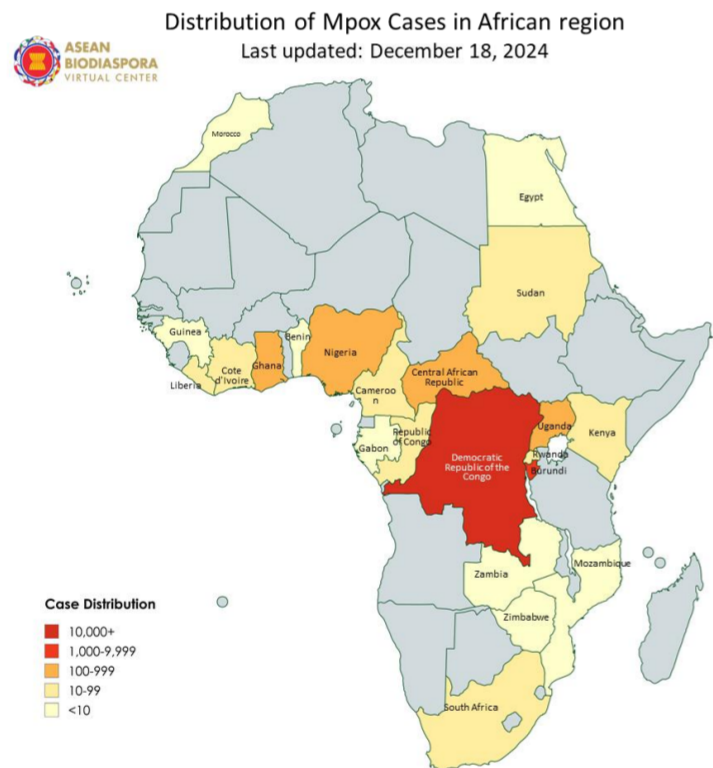 Distribution of Mpox Cases in African region
Last updated: December 18, 2024
ASEAN
BIODIASPORA
VIRTUAL CENTER
Morocco
Egypt
Sudan
Guinea
Benin
Nigeria
Ghana
Cote
d'Ivoire
Liberia
Central African
Republic
Cameroo
n
Uganda
Kenya
Republic
of Congo
Gabon
Rwanda
Democratic
Republic of the
Congo
Burundi
Mozambique
Zambia
Zimbabwe
South Africa
Case Distribution
10,000+
1,000-9,999
100-999
10-99
<10